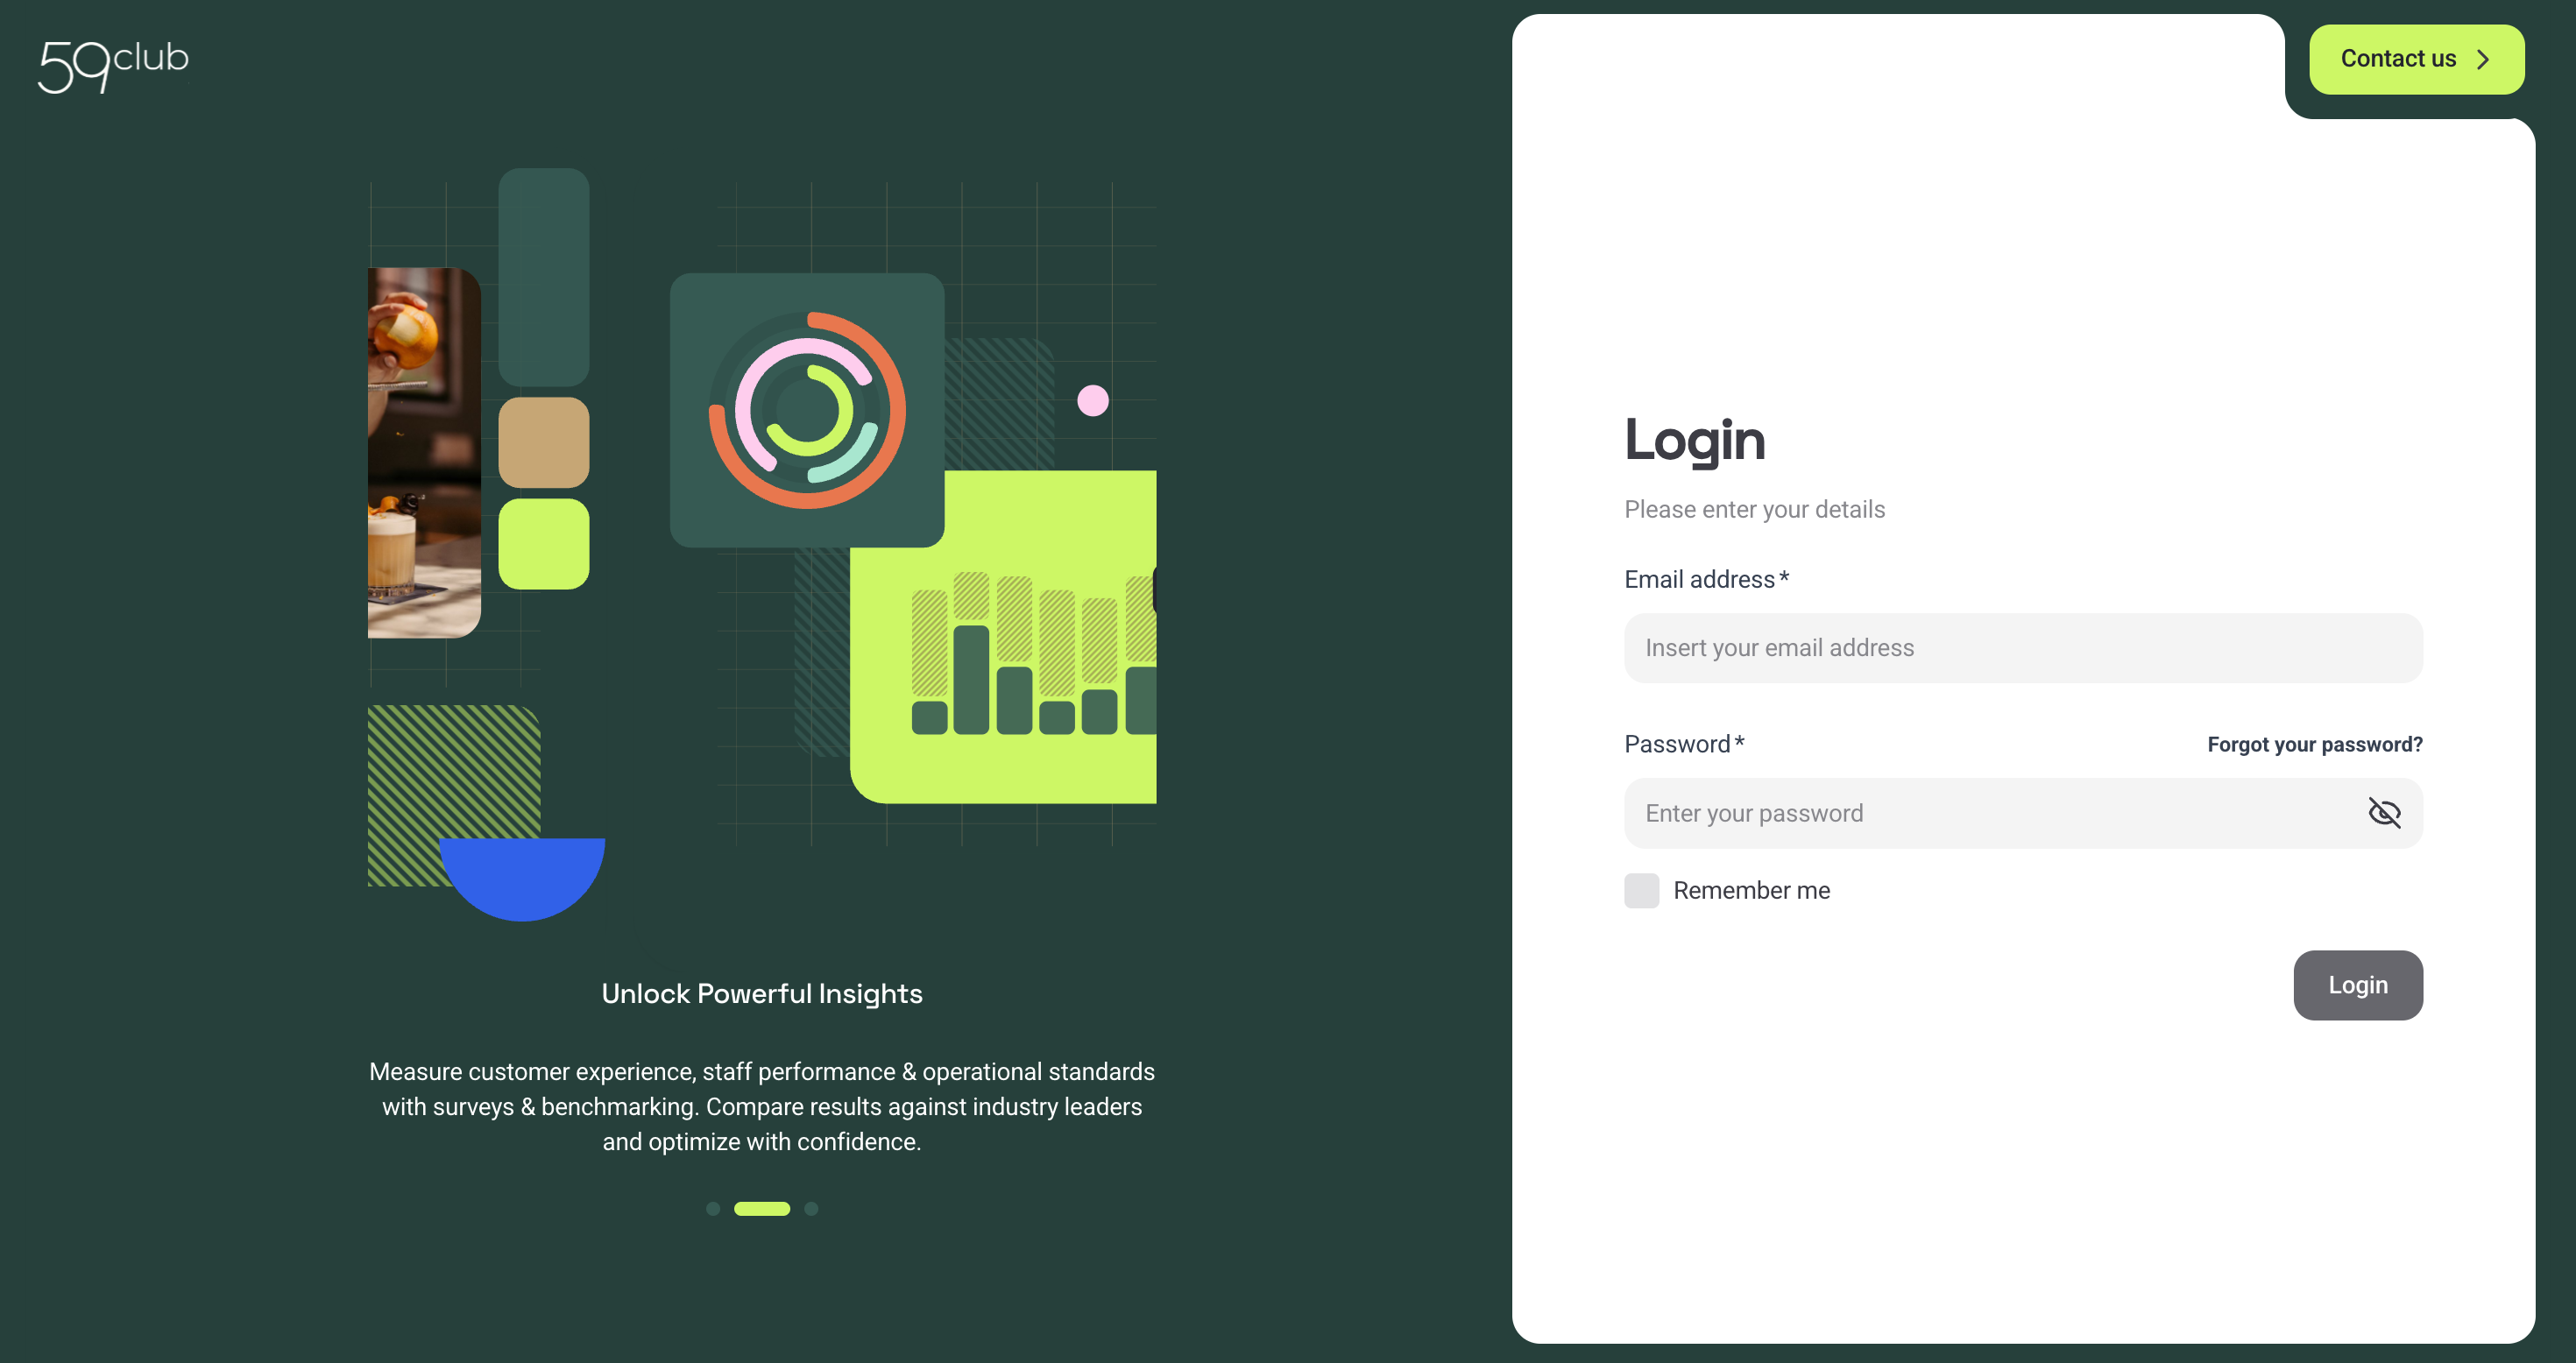 59club
Contact us
Login
Please enter your details
Email address*
Insert your email address
Password*
Forgot your password?
Enter your password
Remember me
Login
Unlock Powerful Insights
Measure customer experience, staff performance & operational standards
with surveys & benchmarking. Compare results against industry leaders
and optimize with confidence.